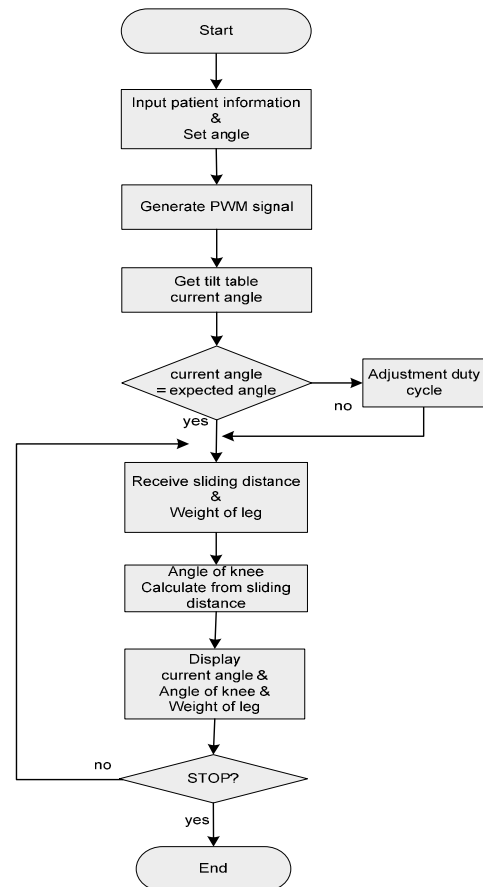 Start
Input patient information
&
Set angle
Generate PWM signal
Get tilt table
current angle
current angle
= expected angle
Adjustment duty
cycle
no
yes
Receive sliding distance
&
Weight of leg
Angle of knee
Calculate from sliding
distance
Display
current angle &
Angle of knee &
Weight of leg
no
STOP?
yes
End